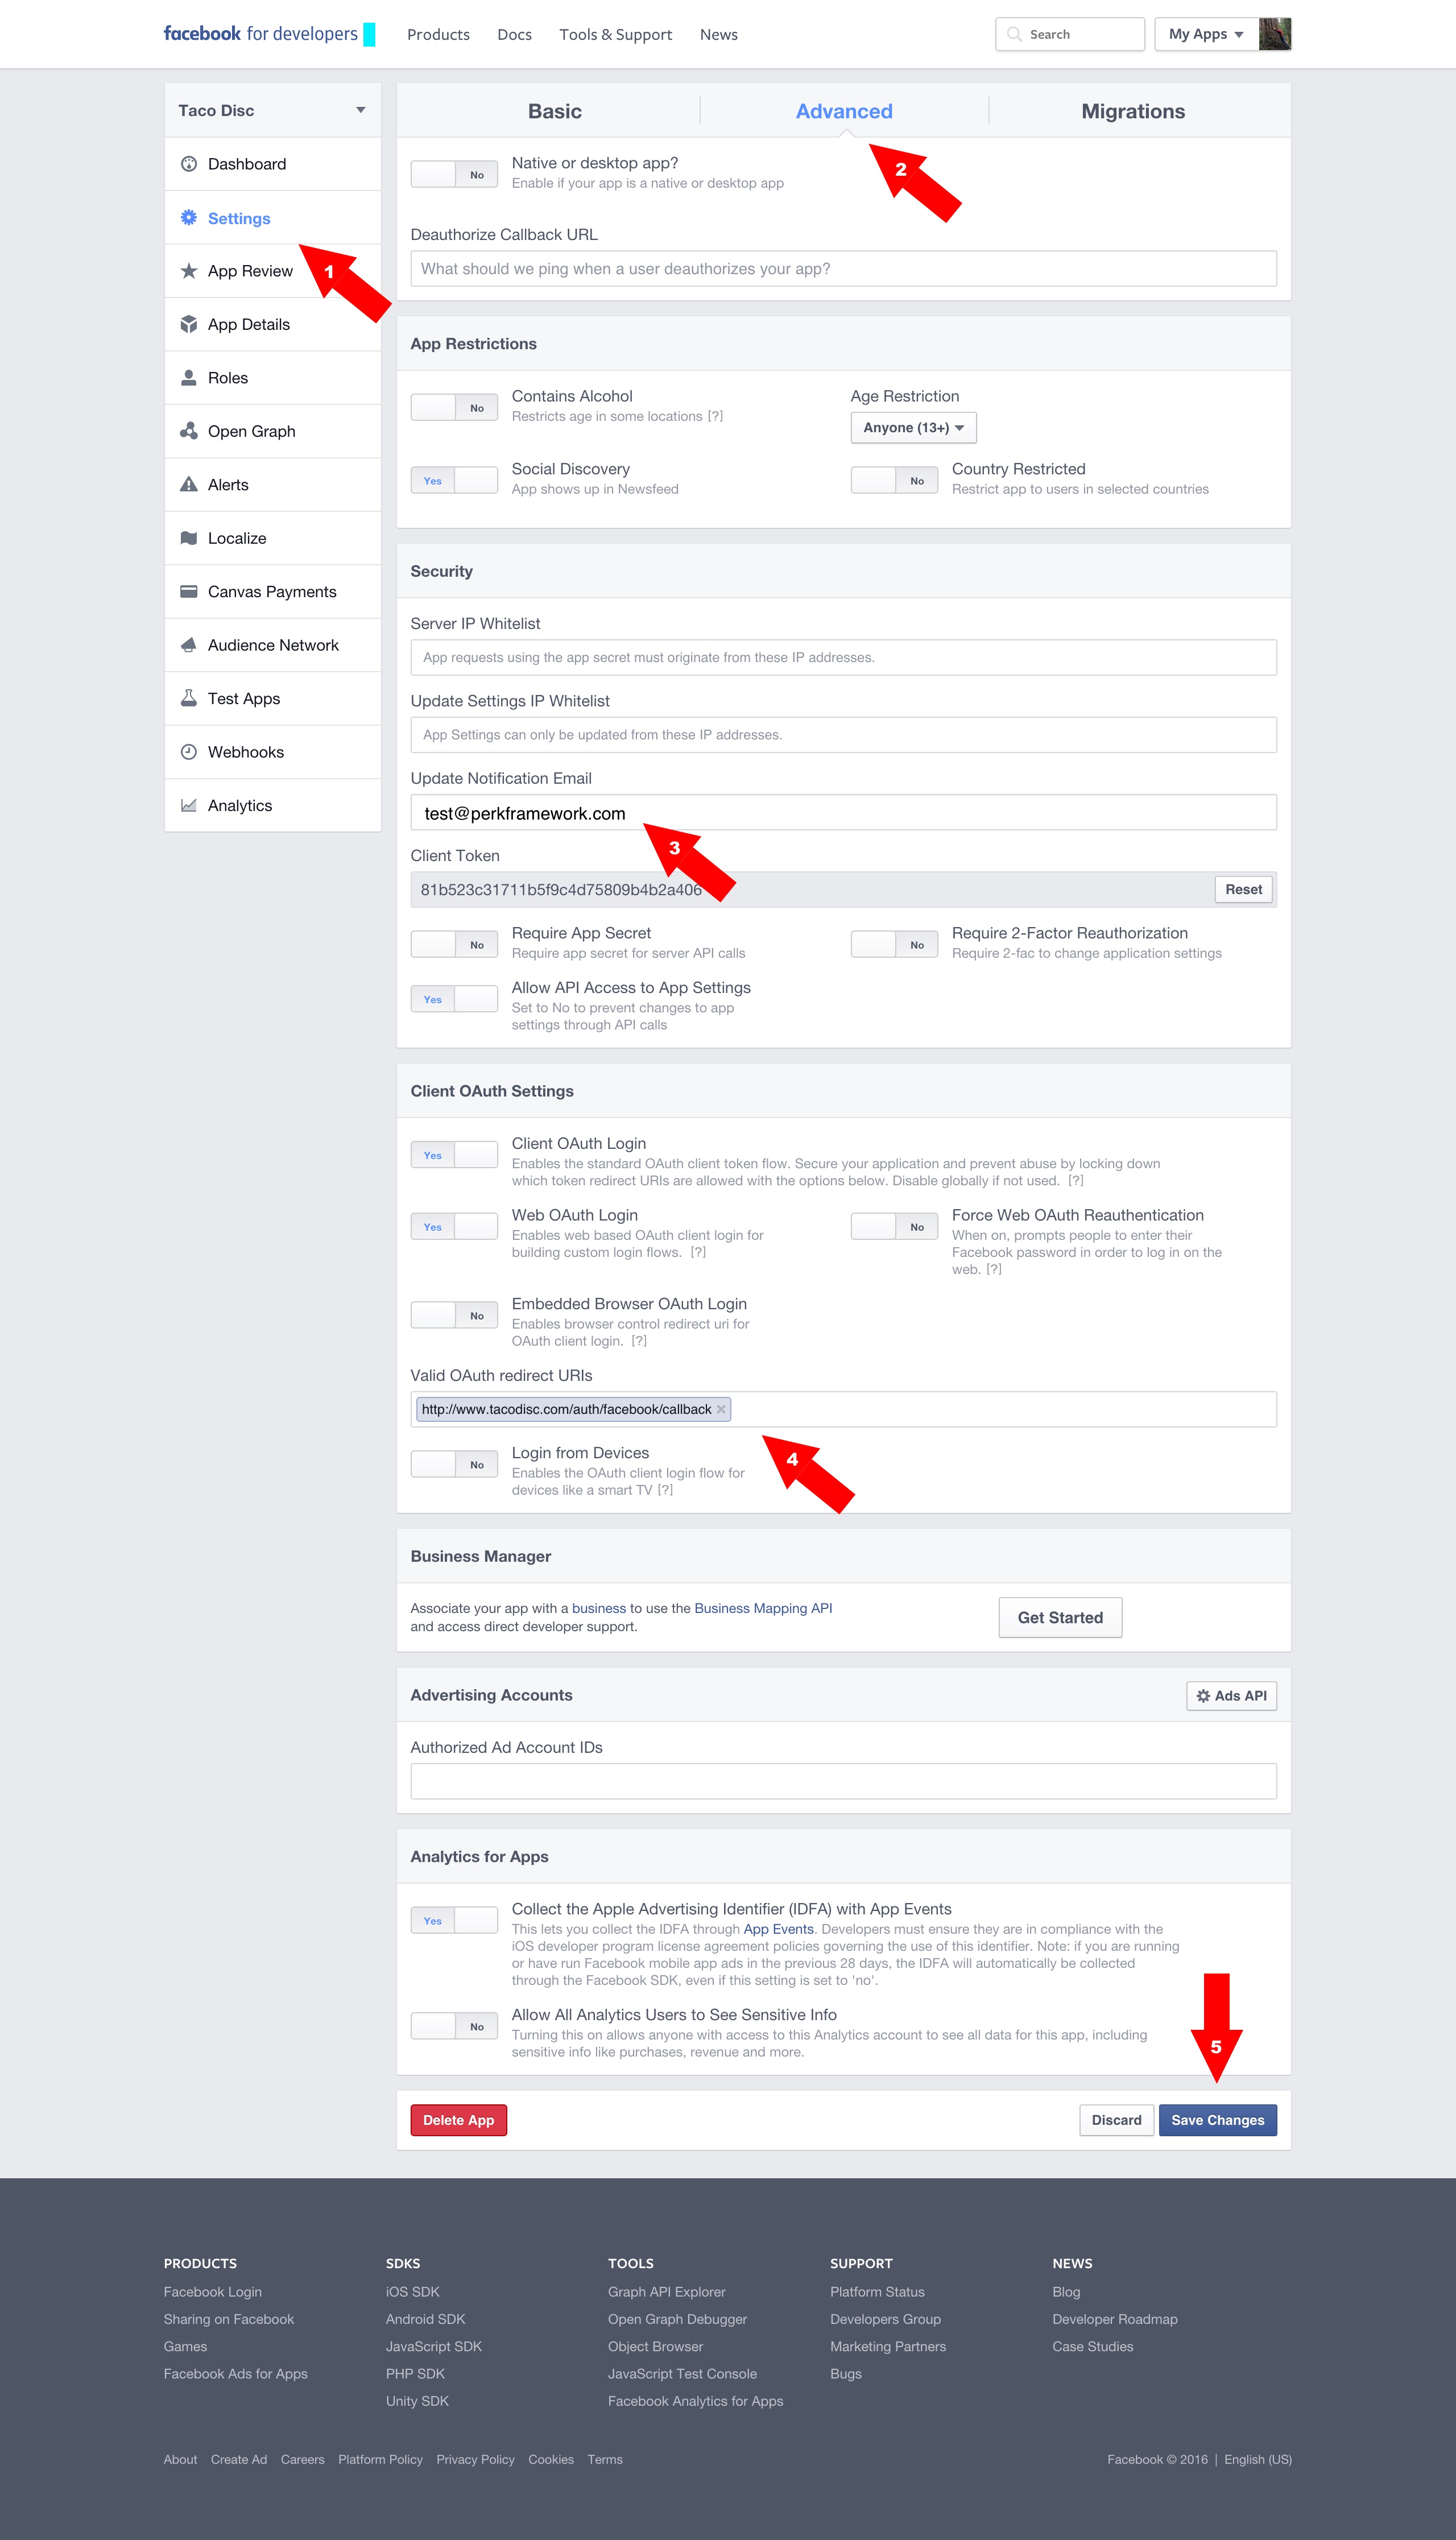 facebook for developers
Products
Docs
Tools & Support
News
Search
My Apps
Taco Disc
Dashboard
Settings
1
App Review
App Details
Roles
Open Graph
Alerts
Localize
Canvas Payments
Audience Network
Test Apps
Webhooks
Analytics
Basic
Advanced
Migrations
2
No
Native or desktop app?
Enable if your app is a native or desktop app
Deauthorize Callback URL
What should we ping when a user deauthorizes your app?
App Restrictions
No
Contains Alcohol
Restricts age in some locations [?]
Age Restriction
Anyone (13+)
Yes
Social Discovery
App shows up in Newsfeed
No
Country Restricted
Restrict app to users in selected countries
Security
Server IP Whitelist
App requests using the app secret must originate from these IP addresses.
Update Settings IP Whitelist
App Settings can only be updated from these IP addresses.
Update Notification Email
test@perkframework.com
3
Client Token
81b523c31711b5f9c4d75809b4b2a406
Reset
No
Require App Secret
Require app secret for server API calls
No
Require 2-Factor Reauthorization
Require 2-fac to change application settings
Yes
Allow API Access to App Settings
Set to No to prevent changes to app
settings through API calls
Client OAuth Settings
Yes
Client OAuth Login
Enables the standard OAuth client token flow. Secure your application and prevent abuse by locking down
which token redirect URIs are allowed with the options below. Disable globally if not used. [?]
Yes
Web OAuth Login
Enables web based OAuth client login for
building custom login flows. [?]
No
Force Web OAuth Reauthentication
When on, prompts people to enter their
Facebook password in order to log in on the
web. [?]
No
Embedded Browser OAuth Login
Enables browser control redirect uri for
OAuth client login. [?]
Valid OAuth redirect URIs
http://www.tacodisc.com/auth/facebook/callback
4
No
Login from Devices
Enables the OAuth client login flow for
devices like a smart TV [?]
Business Manager
Associate your app with a business to use the Business Mapping API
and access direct developer support.
Get Started
Advertising Accounts
Ads API
Authorized Ad Account IDs
Analytics for Apps
Yes
Collect the Apple Advertising Identifier (IDFA) with App Events
This lets you collect the IDFA through App Events. Developers must ensure they are in compliance with the
iOS developer program license agreement policies governing the use of this identifier. Note: if you are running
or have run Facebook mobile app ads in the previous 28 days, the IDFA will automatically be collected
through the Facebook SDK, even if this setting is set to 'no'.
No
Allow All Analytics Users to See Sensitive Info
Turning this on allows anyone with access to this Analytics account to see all data for this app, including
sensitive info like purchases, revenue and more.
5
Delete App
Discard
Save Changes
PRODUCTS
Facebook Login
Sharing on Facebook
Games
Facebook Ads for Apps
SDKS
iOS SDK
Android SDK
JavaScript SDK
PHP SDK
Unity SDK
TOOLS
Graph API Explorer
Open Graph Debugger
Object Browser
JavaScript Test Console
Facebook Analytics for Apps
SUPPORT
Platform Status
Developers Group
Marketing Partners
Bugs
NEWS
Blog
Developer Roadmap
Case Studies
About Create Ad Careers Platform Policy Privacy Policy Cookies Terms
Facebook © 2016 | English (US)